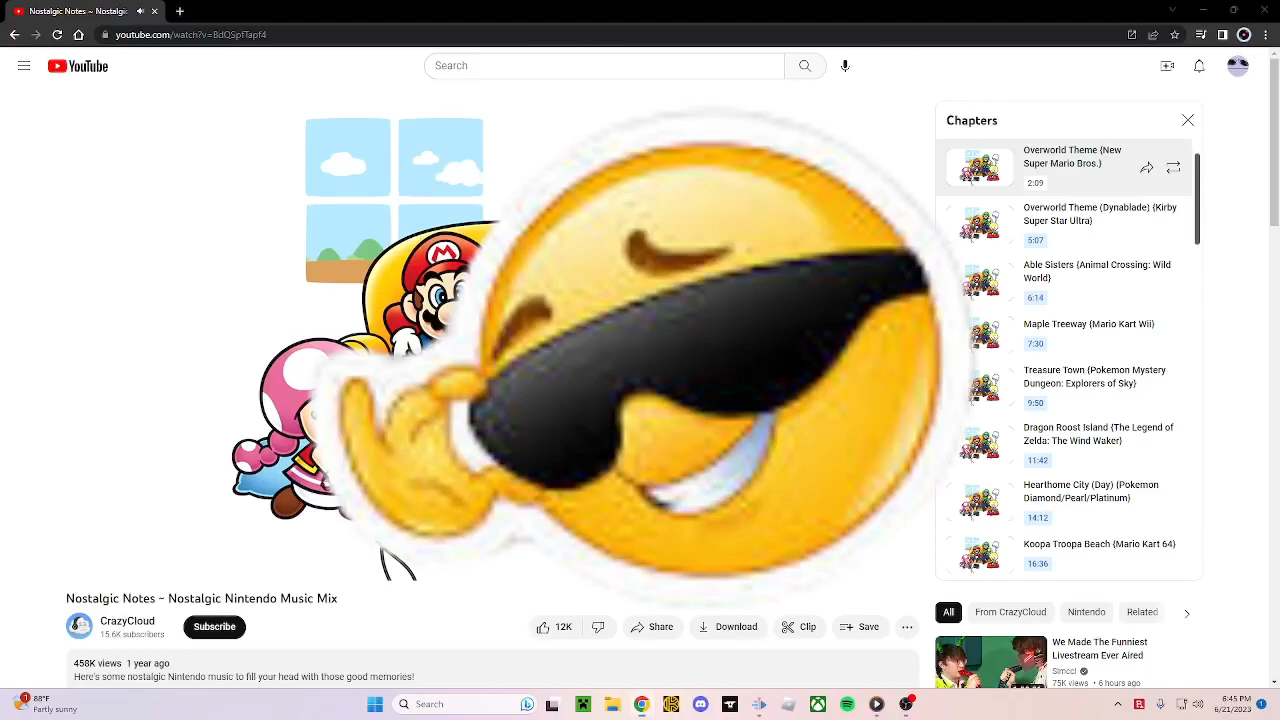 Nostalgic Notes ~ Nostalgic
youtube.com/watch?v=BdQSpTapf4
YouTube
Search
Chapters
Overworld Theme {New
Super Mario Bros.}
2:09
Overworld Theme (Dynablade) {Kirby
Super Star Ultra}
5:07
Able Sisters {Animal Crossing: Wild
World}
6:14
Maple Treeway {Mario Kart Wii}
7:30
Treasure Town {Pokemon Mystery
Dungeon: Explorers of Sky}
9:50
Dragon Roost Island {The Legend of
Zelda: The Wind Waker}
11:42
Hearthome City (Day) {Pokemon
Diamond/Pearl/Platinum}
14:12
Koopa Troopa Beach {Mario Kart 64}
16:36
M
Nostalgic Notes ~ Nostalgic Nintendo Music Mix
CrazyCloud
15.6K subscribers
Subscribe
12K
Share
Download
Clip
Save
All
From CrazyCloud
Nintendo
Related
458K views 1 year ago
Here's some nostalgic Nintendo music to fill your head with those good memories!
We Made The Funniest
Livestream Ever Aired
Slmccl
75K views • 6 hours ago
88°F
Partly sunny
Search
6:45 PM
6/21/2023